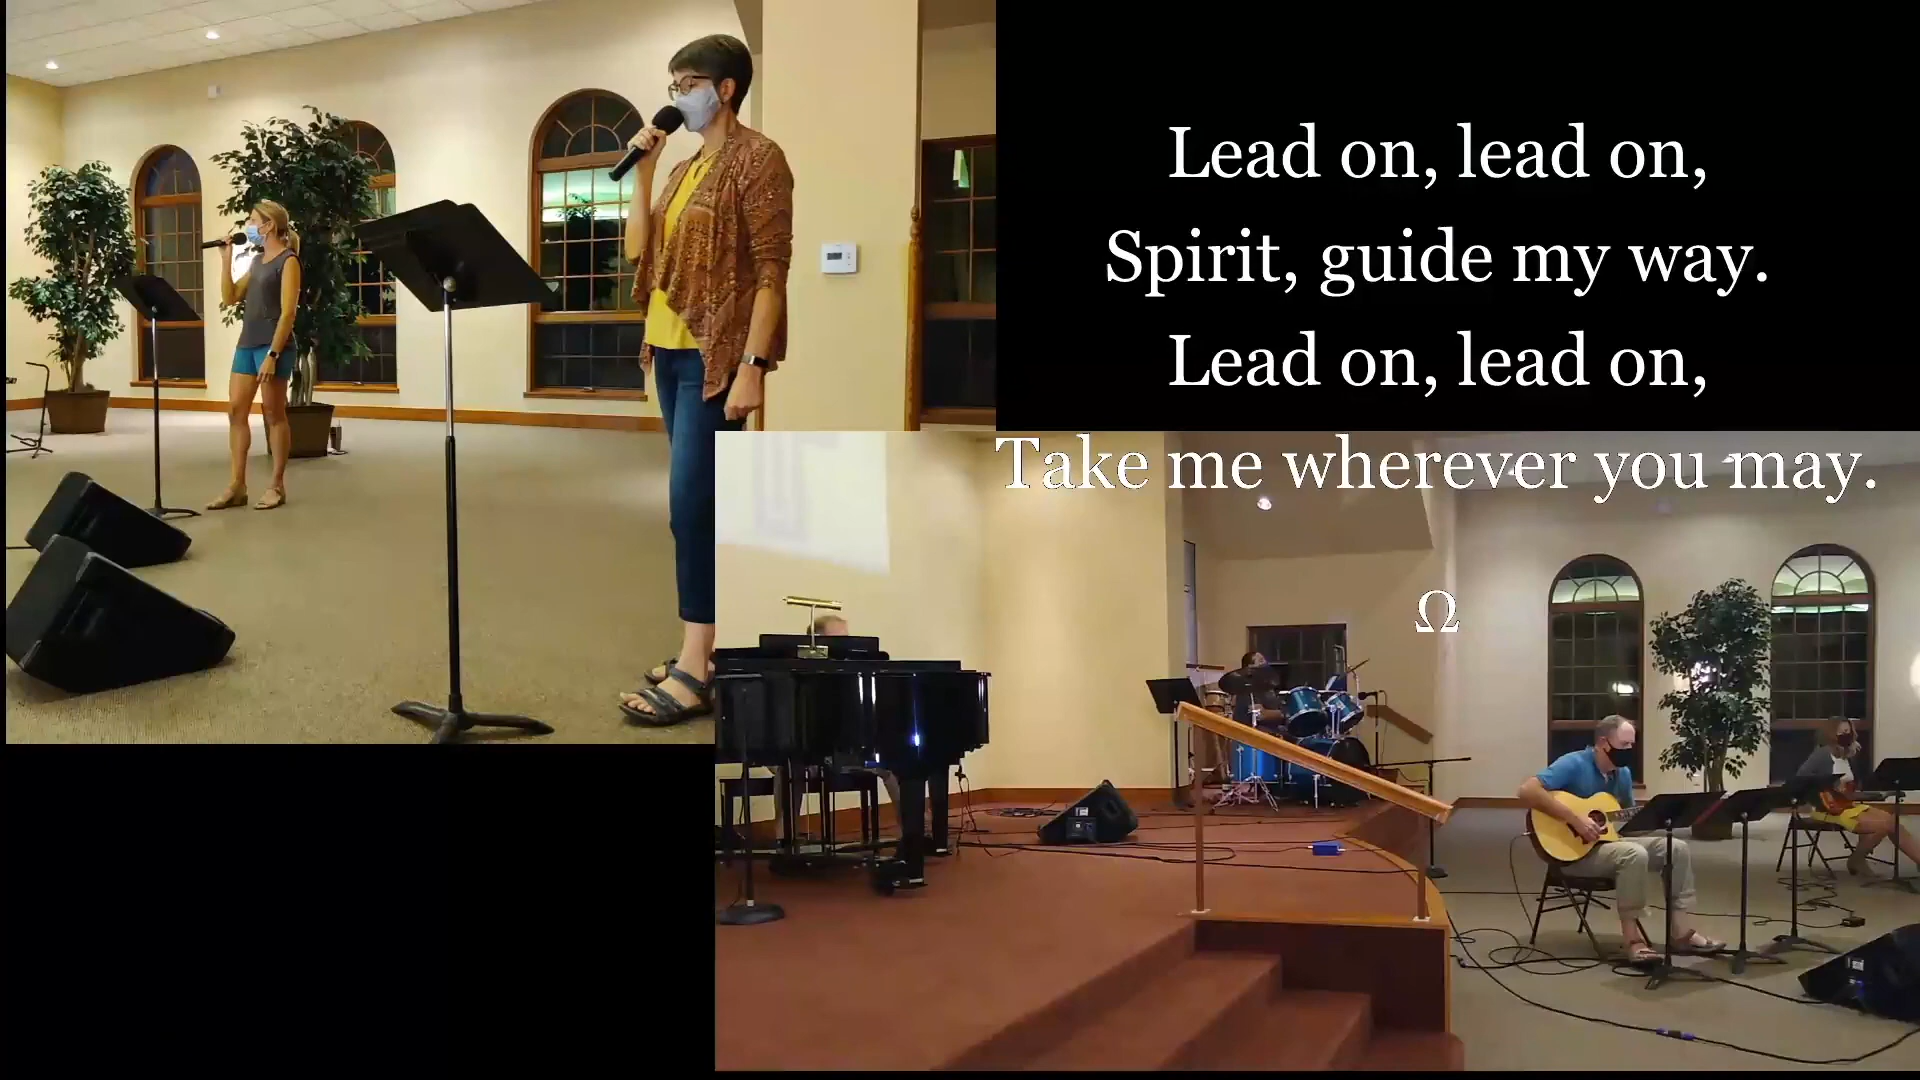 Lead on, lead on,
Spirit, guide my way.
Lead on, lead on,
Take me wherever you may.
Ω